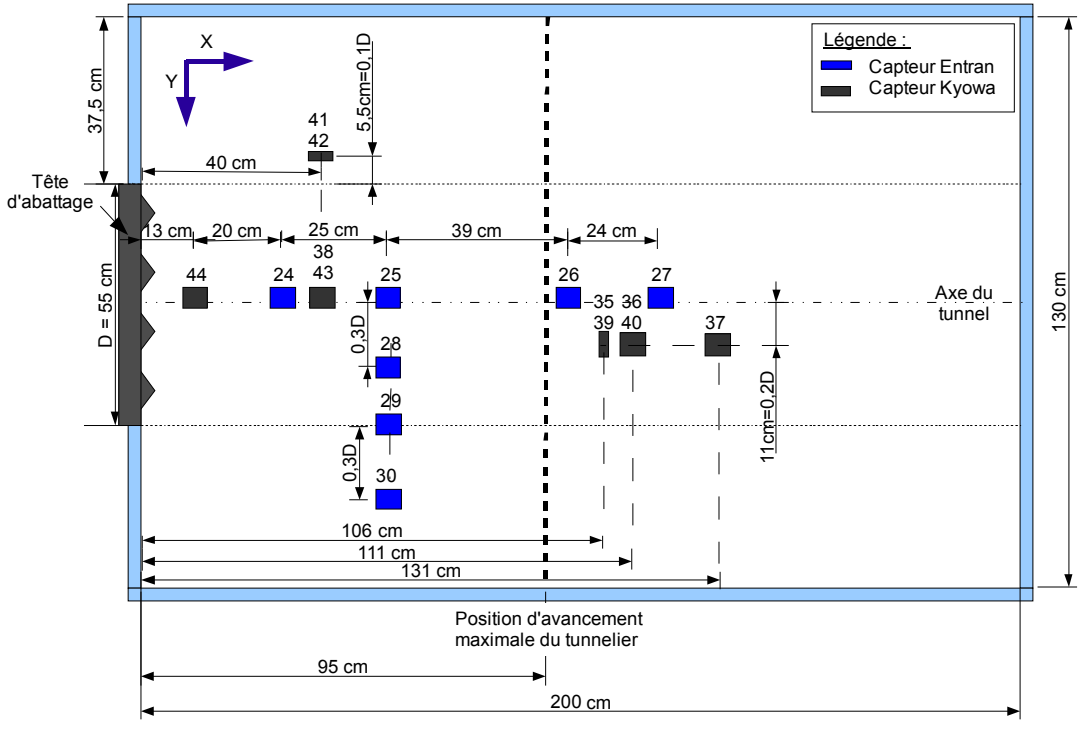 Légende :
Capteur Entran
Capteur Kyowa
X
Y
37,5 cm
5,5cm=0,1D
41
42
40 cm
Tête
d'abattage
13 cm
20 cm
25 cm
39 cm
24 cm
38
44
24
43
25
26
27
35
36
39
40
37
Axe du
tunnel
D = 55 cm
130 cm
0,3D
28
29
11cm=0,2D
0,3D
30
106 cm
111 cm
131 cm
Position d'avancement
maximale du tunnelier
95 cm
200 cm